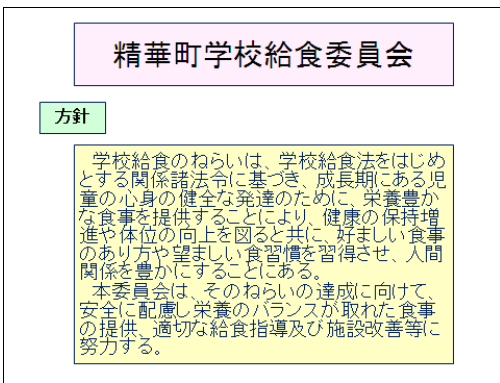 精華町学校給食委員会
方針
学校給食のねらいは、学校給食法をはじめ
とする関係諸法令に基づき、成長期にある児
童の心身の健全な発達のために、栄養豊か
な食事を提供することにより、健康の保持増
進や体位の向上を図ると共に、好ましい食事
のあり方や望ましい食習慣を習得させ、人間
関係を豊かにすることにある。
本委員会は、そのねらいの達成に向けて、
安全に配慮し栄養のバランスが取れた食事
の提供、適切な給食指導及び施設改善等に
努力する。